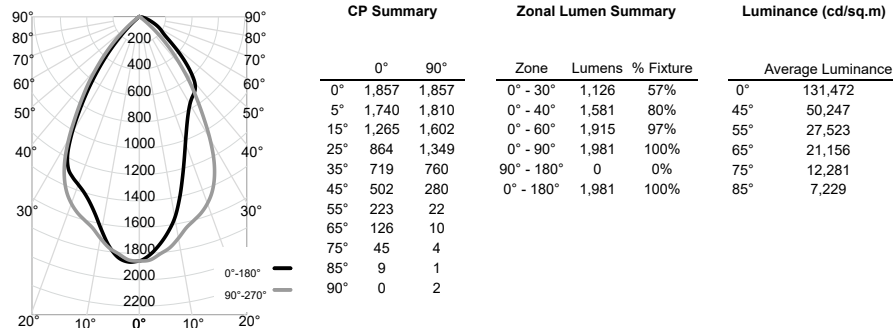 CP Summary
0° 90°
0° 1,857 1,857
5° 1,740 1,810
15° 1,265 1,602
25° 864 1,349
35° 719 760
45° 502 280
55° 223 22
65° 126 10
75° 45 4
85° 9 1
90° 0 2
Zonal Lumen Summary
Zone Lumens % Fixture
0° - 30° 1,126 57%
0° - 40° 1,581 80%
0° - 60° 1,915 97%
0° - 90° 1,981 100%
90° - 180° 0 0%
0° - 180° 1,981 100%
Luminance (cd/sq.m)
Average Luminance
0° 131,472
45° 50,247
55° 27,523
65° 21,156
75° 12,281
85° 7,229
90° 90°
80° 200 80°
70° 70°
400
60° 600 60°
50° 800 50°
1000
40° 1200 40°
1400
30° 1600 30°
1800
2000
2200
20° 10° 0° 10° 20°
0°-180°
90°-270°